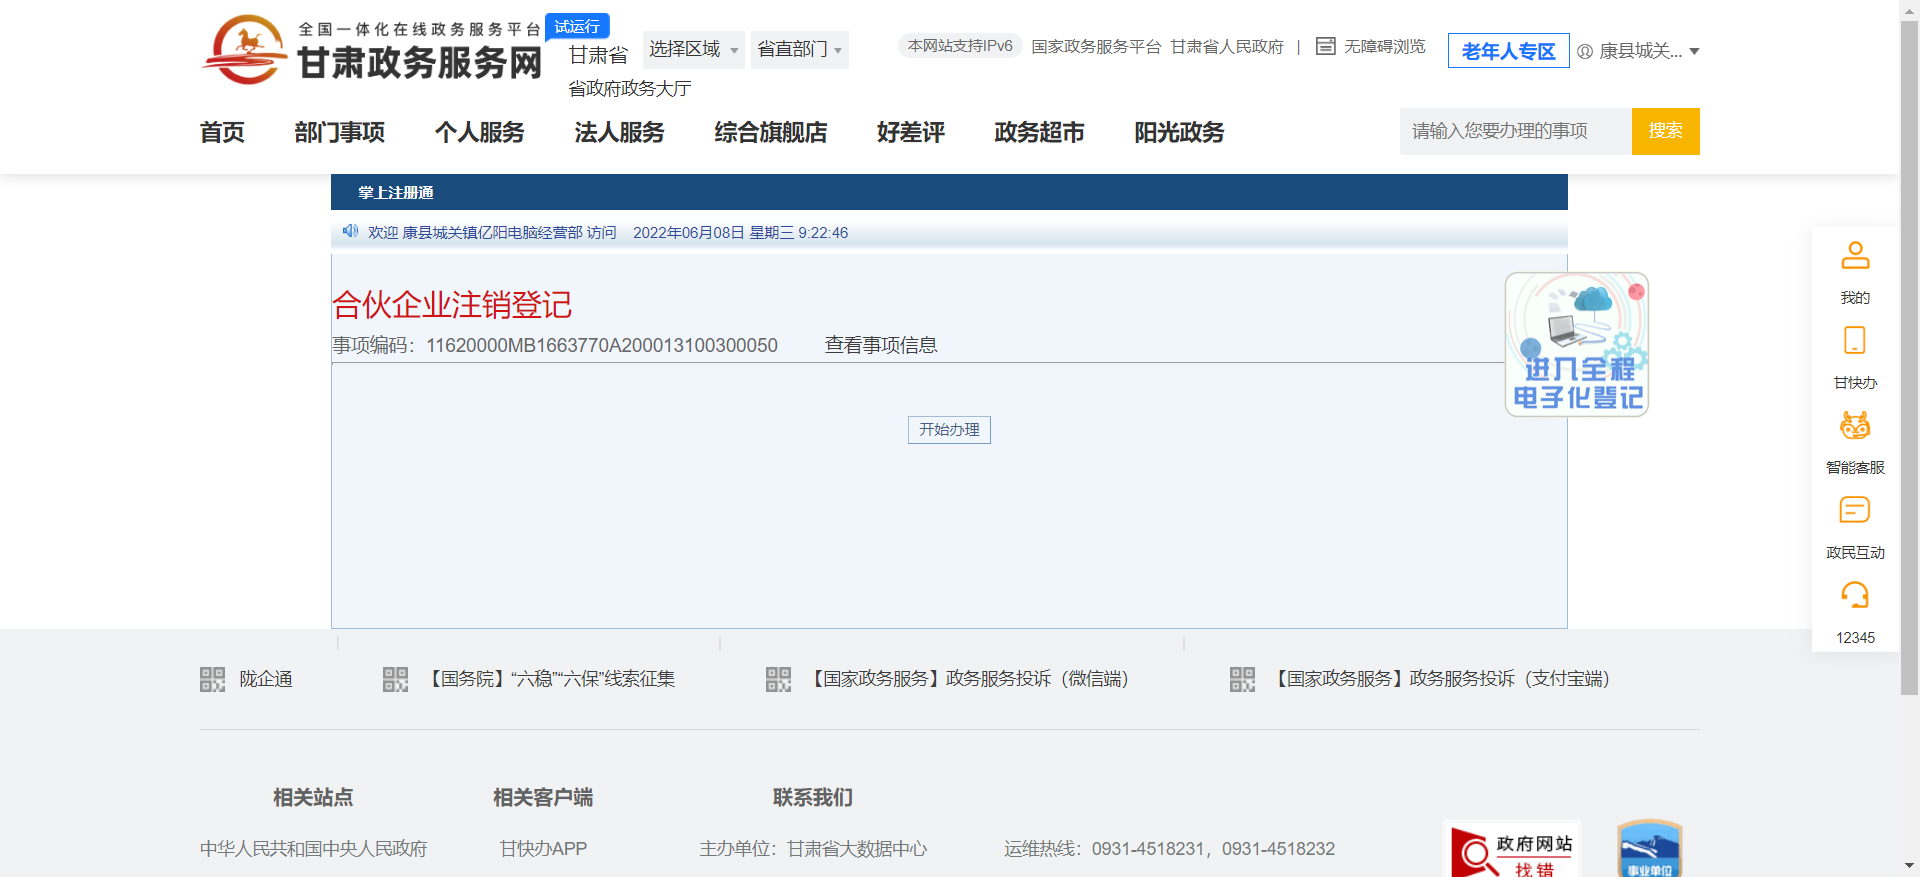 全国一体化在线政务服务平台
甘肃政务服务网
试运行
甘肃省
选择区域
省直部门
省政府政务大厅
本网站支持IPv6
国家政务服务平台
甘肃省人民政府
|
无障碍浏览
老年人专区
康县城关...
首页
部门事项
个人服务
法人服务
综合旗舰店
好差评
政务超市
阳光政务
请输入您要办理的事项
搜索
掌上注册通
欢迎 康县城关镇亿阳电脑经营部 访问
2022年06月08日 星期三 9:22:46
合伙企业注销登记
事项编码：11620000MB1663770A200013100300050
查看事项信息
进入全程
电子化登记
开始办理
我的
甘快办
智能客服
政民互动
12345
陇企通
【国务院】“六稳”“六保”线索征集
【国家政务服务】政务服务投诉（微信端）
【国家政务服务】政务服务投诉（支付宝端）
相关站点
相关客户端
联系我们
中华人民共和国中央人民政府
甘快办APP
主办单位：甘肃省大数据中心
运维热线：0931-4518231，0931-4518232
政府网站
找错
事业单位